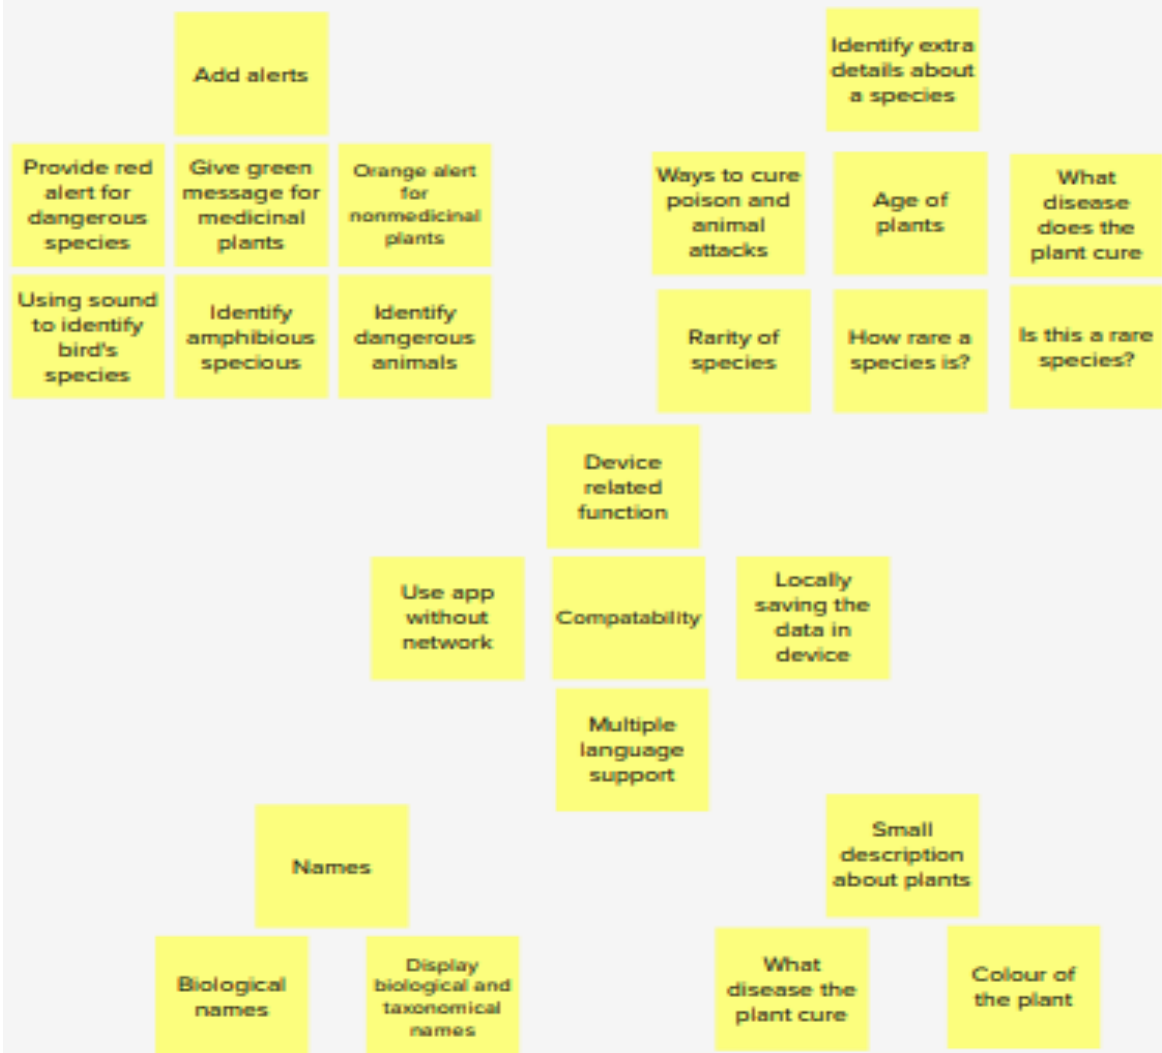 Add alerts
Provide red
alert for
dangerous
species
Give green
message for
medicinal
plants
Orange alert
for
nonmedicinal
plants
Using sound
to identify
bird's
species
Identify
amphibious
specious
Identify
dangerous
animals
Identify extra
details about
a species
Ways to cure
poison and
animal
attacks
Age of
plants
What
disease
does the
plant cure
Rarity of
species
How rare a
species is?
Is this a rare
species?
Device
related
function
Use app
without
network
Compatability
Locally
saving the
data in
device
Multiple
language
support
Names
Biological
names
Display
biological and
taxonomical
names
Small
description
about plants
What
disease the
plant cure
Colour of
the plant